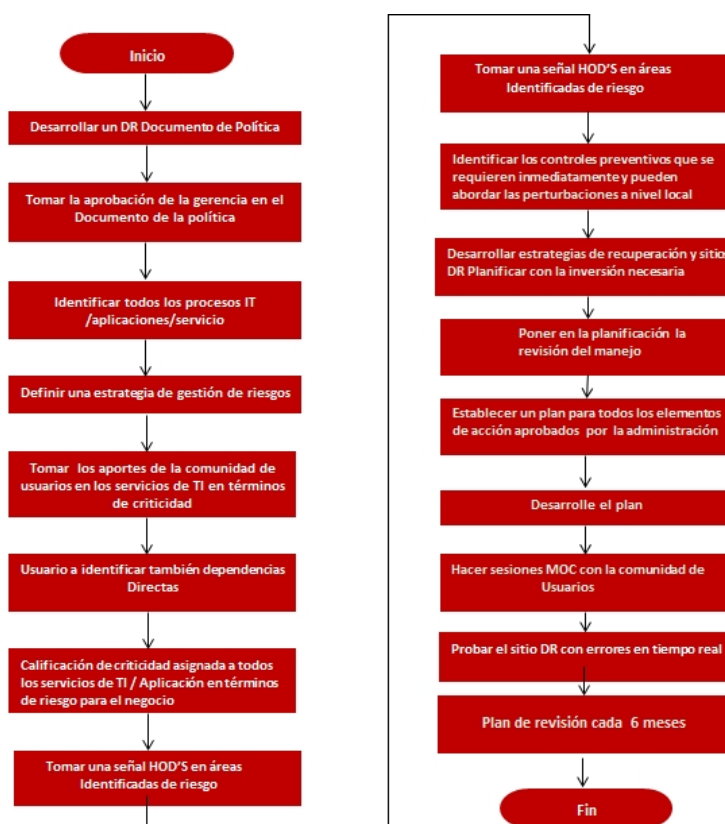 Inicio
Desarrollar un DR Documento de Política
Tomar la aprobación de la gerencia en el
Documento de la política
Identificar todos los procesos IT
/aplicaciones/servicio
Definir una estrategia de gestión de riesgos
Tomar los aportes de la comunidad de
usuarios en los servicios de TI en términos
de criticidad
Usuario a identificar también dependencias
Directas
Calificación de criticidad asignada a todos
los servicios de TI / Aplicación en términos
de riesgo para el negocio
Tomar una señal HOD'S en áreas
Identificadas de riesgo
Tomar una señal HOD'S en áreas
Identificadas de riesgo
Identificar los controles preventivos que se
requieren inmediatamente y pueden
abordar las perturbaciones a nivel local
Desarrollar estrategias de recuperación y sitios
DR Planificar con la inversión necesaria
Poner en la planificación la
revisión del manejo
Establecer un plan para todos los elementos
de acción aprobados por la administración
Desarrolle el plan
Hacer sesiones MOC con la comunidad de
Usuarios
Probar el sitio DR con errores en tiempo real
Plan de revisión cada 6 meses
Fin